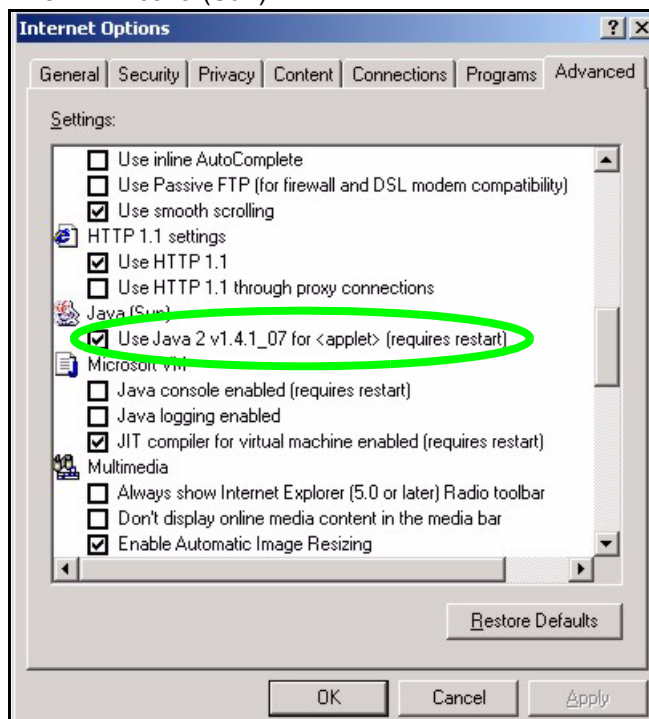 Internet Options
General Security Privacy Content Connections Programs Advanced
Settings:
Use inline AutoComplete
Use Passive FTP (for firewall and DSL modem compatibility)
Use smooth scrolling
HTTP 1.1 settings
Use HTTP 1.1
Use HTTP 1.1 through proxy connections
Java (Sun)
Use Java 2 v1.4.1_07 for <applet> (requires restart)
Microsoft VM
Java console enabled (requires restart)
Java logging enabled
JIT compiler for virtual machine enabled (requires restart)
Multimedia
Always show Internet Explorer (5.0 or later) Radio toolbar
Don't display online media content in the media bar
Enable Automatic Image Resizing
Restore Defaults
OK Cancel Apply